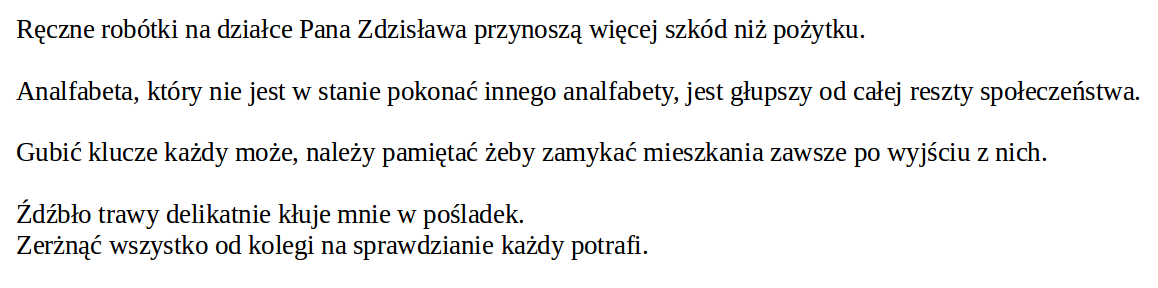 Ręczne robótki na działce Pana Zdzisława przynoszą więcej szkód niż pożytku.
Analfabeta, który nie jest w stanie pokonać innego analfabety, jest głupszy od całej reszty społeczeństwa.
Gubić klucze każdy może, należy pamiętać żeby zamykać mieszkania zawsze po wyjściu z nich.
Źdźbło trawy delikatnie kłuje mnie w pośladek.
Zerżnąć wszystko od kolegi na sprawdzianie każdy potrafi.